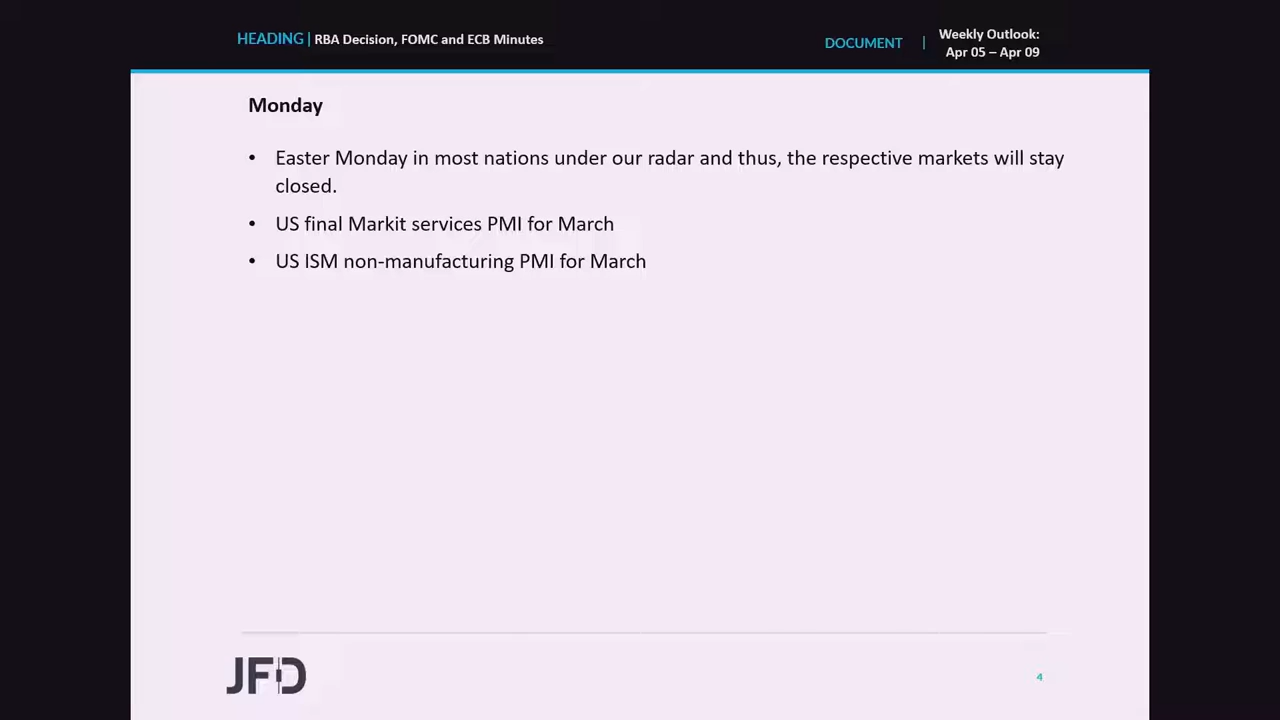 HEADING | RBA Decision, FOMC and ECB Minutes
DOCUMENT | Weekly Outlook:
Apr 05 – Apr 09
Monday
• Easter Monday in most nations under our radar and thus, the respective markets will stay
closed.
• US final Markit services PMI for March
• US ISM non-manufacturing PMI for March
JFD
4